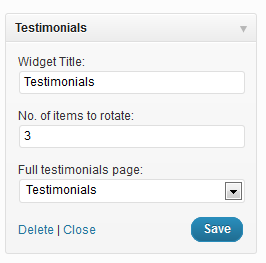 Testimonials
Widget Title:
Testimonials
No. of items to rotate:
3
Full testimonials page:
Testimonials
Delete | Close Save